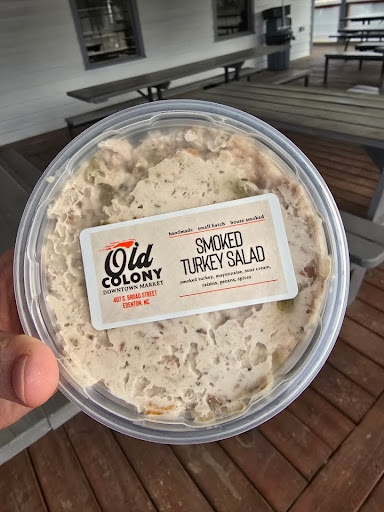 Old
COLONY
DOWNTOWN MARKET
407 S. BROAD STREET
EDENTON, NC
handmade small batch house smoked
SMOKED
TURKEY SALAD
smoked turkey, mayonnaise, sour cream,
raisins, pecans, spices